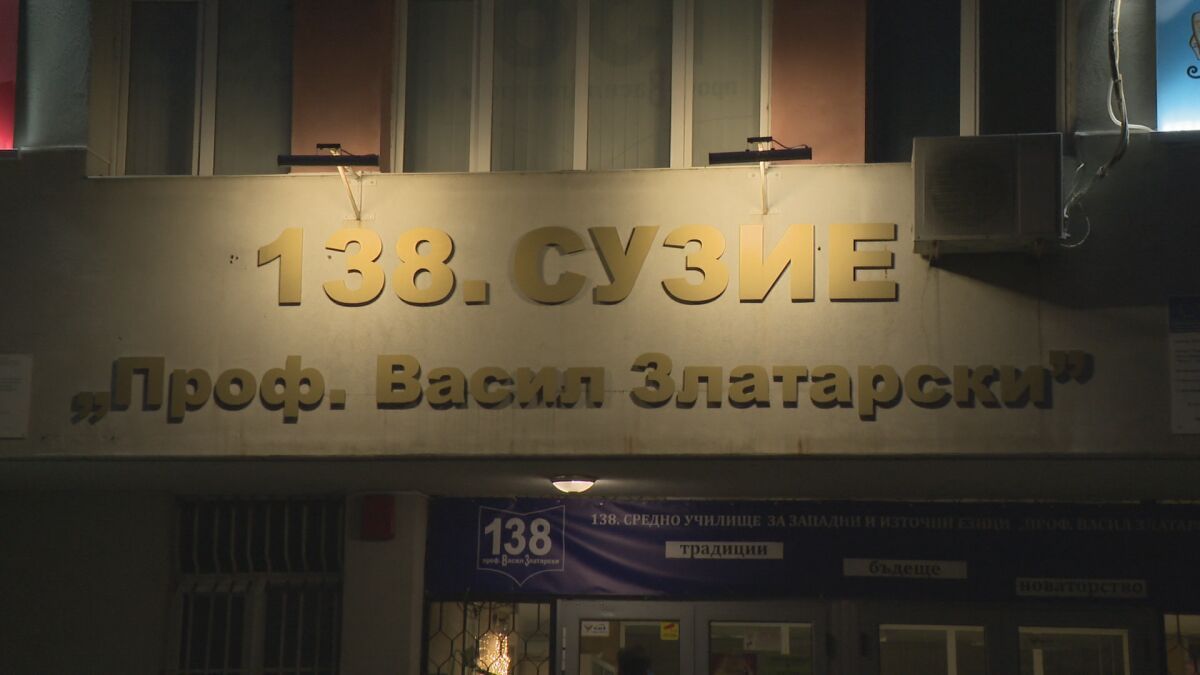 138. СУЗИЕ
„Проф. Васил Златарски”
138
проф. Васил Златарски
138. СРЕДНО УЧИЛИЩЕ ЗА ЗАПАДНИ И ИЗТОЧНИ ЕЗИЦИ „ПРОФ. ВАСИЛ
традиции
бъдеще
новаторство